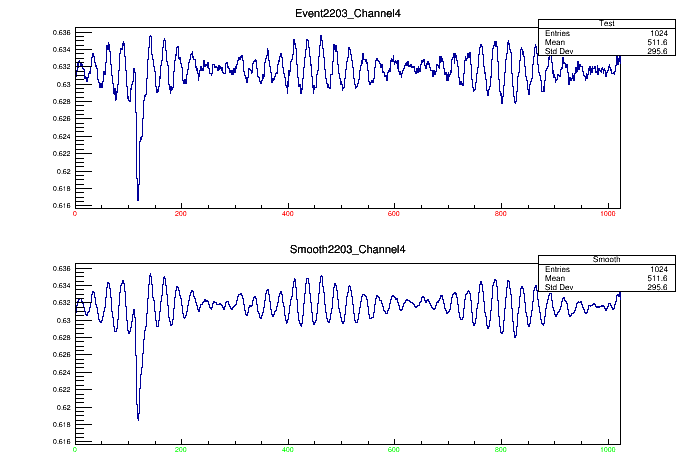 Event2203_Channel4
Test
Entries 1024
Mean 511.6
Std Dev 295.6
0.636
0.634
0.632
0.63
0.628
0.626
0.624
0.622
0.62
0.618
0.616
0 200 400 600 800 1000
Smooth2203_Channel4
Smooth
Entries 1024
Mean 511.6
Std Dev 295.6
0.636
0.634
0.632
0.63
0.628
0.626
0.624
0.622
0.62
0.618
0.616
0 200 400 600 800 1000